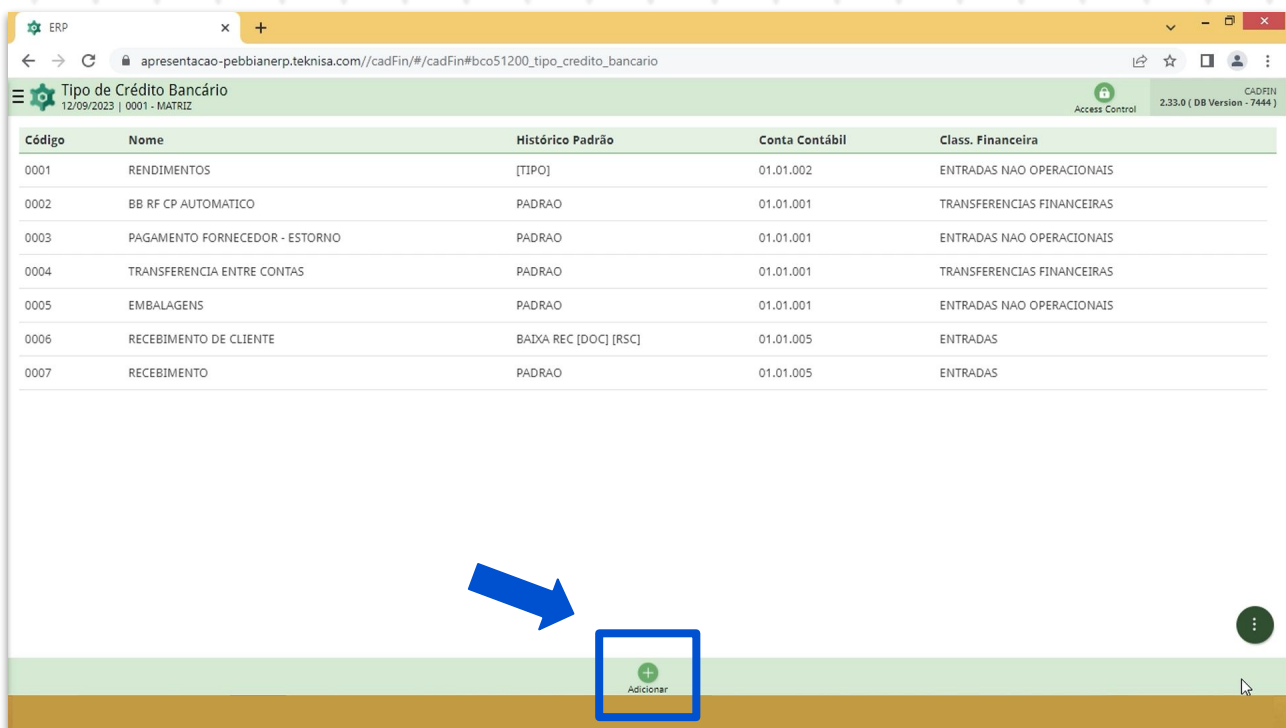 ERP
apresentacao-pebbianerp.teknisa.com//cadFin/#/cadFin#bco51200_tipo_credito_bancario
Tipo de Crédito Bancário
12/09/2023 | 0001 - MATRIZ
Access Control
CADFIN
2.33.0 ( DB Version - 7444 )
Código Nome Histórico Padrão Conta Contábil Class. Financeira
0001 RENDIMENTOS [TIPO] 01.01.002 ENTRADAS NAO OPERACIONAIS
0002 BB RF CP AUTOMATICO PADRAO 01.01.001 TRANSFERENCIAS FINANCEIRAS
0003 PAGAMENTO FORNECEDOR - ESTORNO PADRAO 01.01.001 ENTRADAS NAO OPERACIONAIS
0004 TRANSFERENCIA ENTRE CONTAS PADRAO 01.01.001 TRANSFERENCIAS FINANCEIRAS
0005 EMBALAGENS PADRAO 01.01.001 ENTRADAS NAO OPERACIONAIS
0006 RECEBIMENTO DE CLIENTE BAIXA REC [DOC] [RSC] 01.01.005 ENTRADAS
0007 RECEBIMENTO PADRAO 01.01.005 ENTRADAS
Adicionar